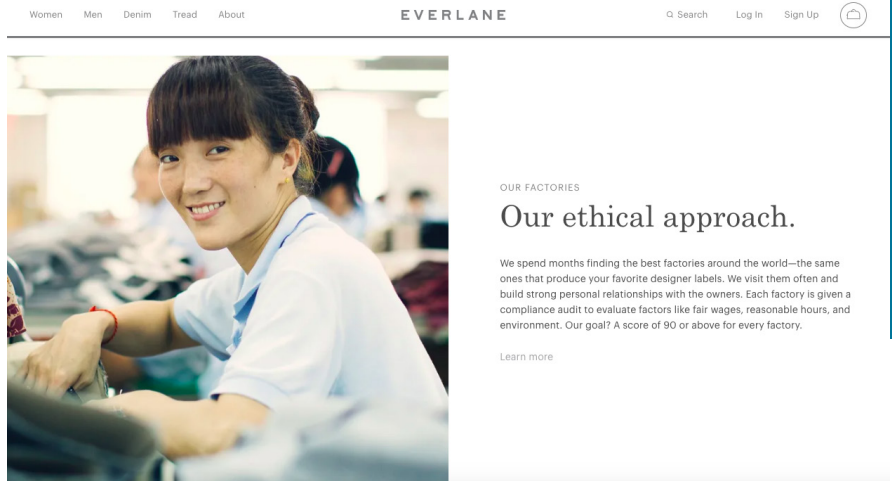 Women Men Denim Tread About EVERLANE Search Log In Sign Up
OUR FACTORIES
Our ethical approach.
We spend months finding the best factories around the world—the same
ones that produce your favorite designer labels. We visit them often and
build strong personal relationships with the owners. Each factory is given a
compliance audit to evaluate factors like fair wages, reasonable hours, and
environment. Our goal? A score of 90 or above for every factory.
Learn more